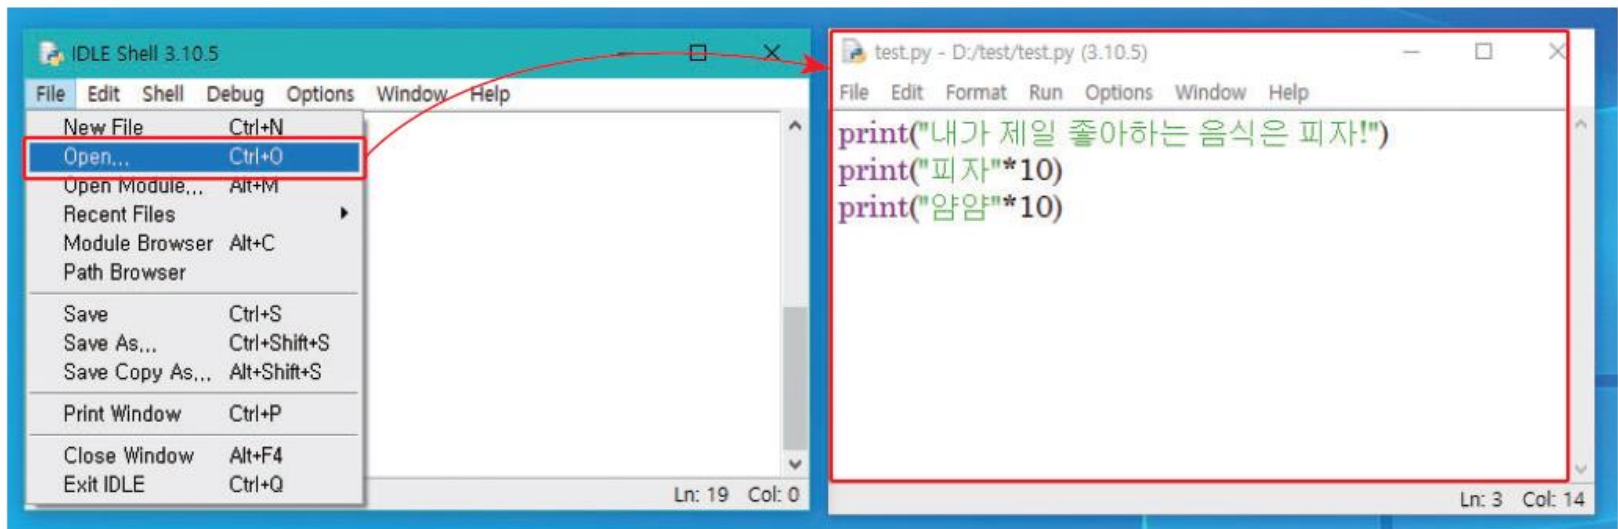 IDLE Shell 3.10.5
File Edit Shell Debug Options Window Help
New File Ctrl+N
Open... Ctrl+O
Open Module... Alt+M
Recent Files
Module Browser Alt+C
Path Browser
Save Ctrl+S
Save As... Ctrl+Shift+S
Save Copy As... Alt+Shift+S
Print Window Ctrl+P
Close Window Alt+F4
Exit IDLE Ctrl+Q
Ln: 19 Col: 0
test.py - D:/test/test.py (3.10.5)
File Edit Format Run Options Window Help
print("내가 제일 좋아하는 음식은 피자!")
print("피자"*10)
print("얌얌"*10)
Ln: 3 Col: 14